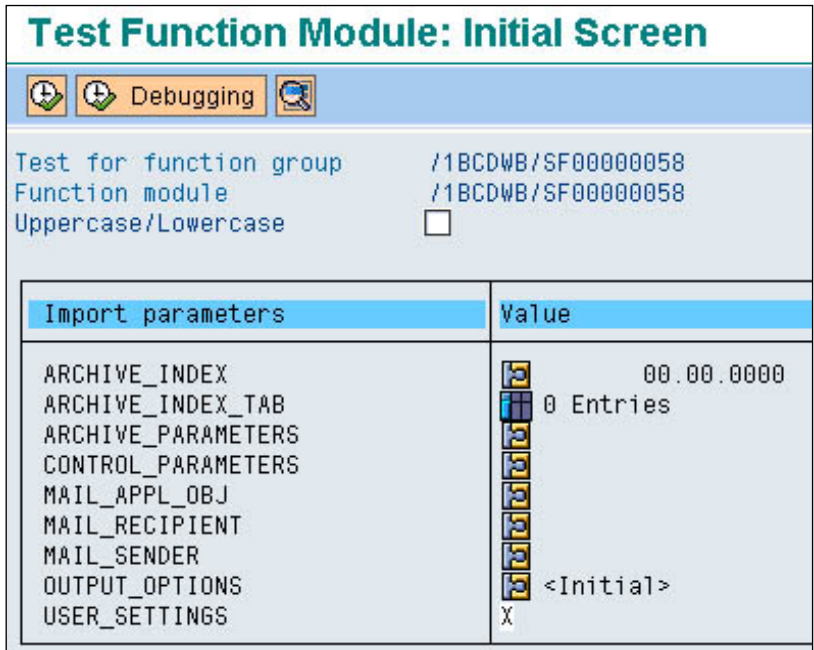 Test Function Module: Initial Screen
Debugging
Test for function group /1BCDWB/SF00000058
Function module /1BCDWB/SF00000058
Uppercase/Lowercase
Import parameters Value
ARCHIVE_INDEX 00.00.0000
ARCHIVE_INDEX_TAB 0 Entries
ARCHIVE_PARAMETERS
CONTROL_PARAMETERS
MAIL_APPL_OBJ
MAIL_RECIPIENT
MAIL_SENDER
OUTPUT_OPTIONS <Initial>
USER_SETTINGS X